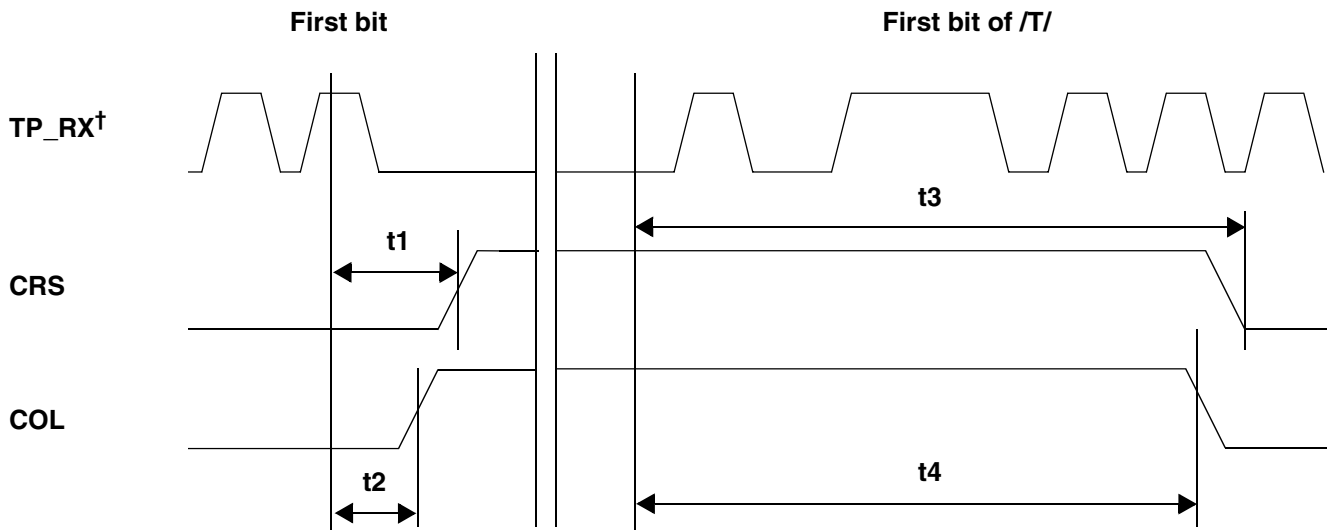 First bit
First bit of /T/
TP_RX†
t3
t1
CRS
COL
t4
t2